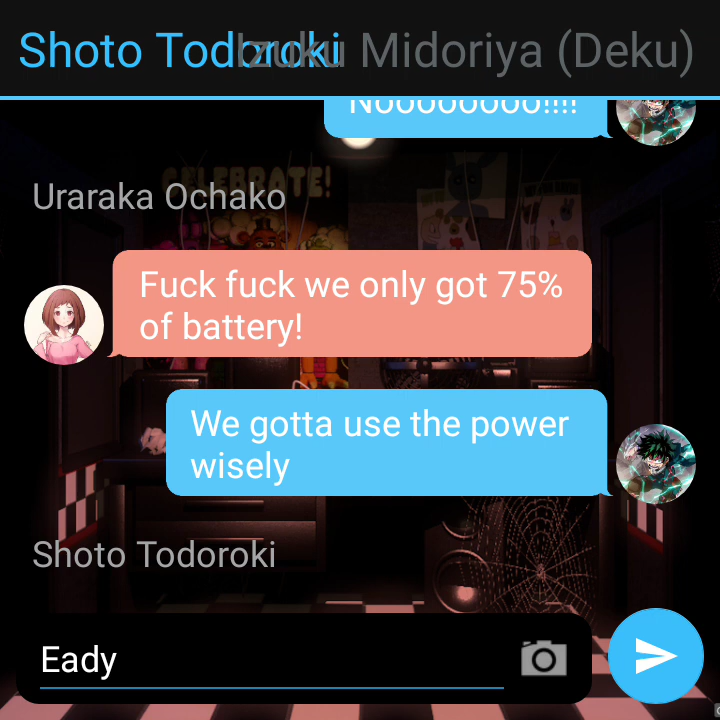 Shoto Todoroki Izuku Midoriya (Deku)
Nooooooooo!!!!
CELEBRATE!
Uraraka Ochako
Fuck fuck we only got 75%
of battery!
We gotta use the power
wisely
Shoto Todoroki
Eady